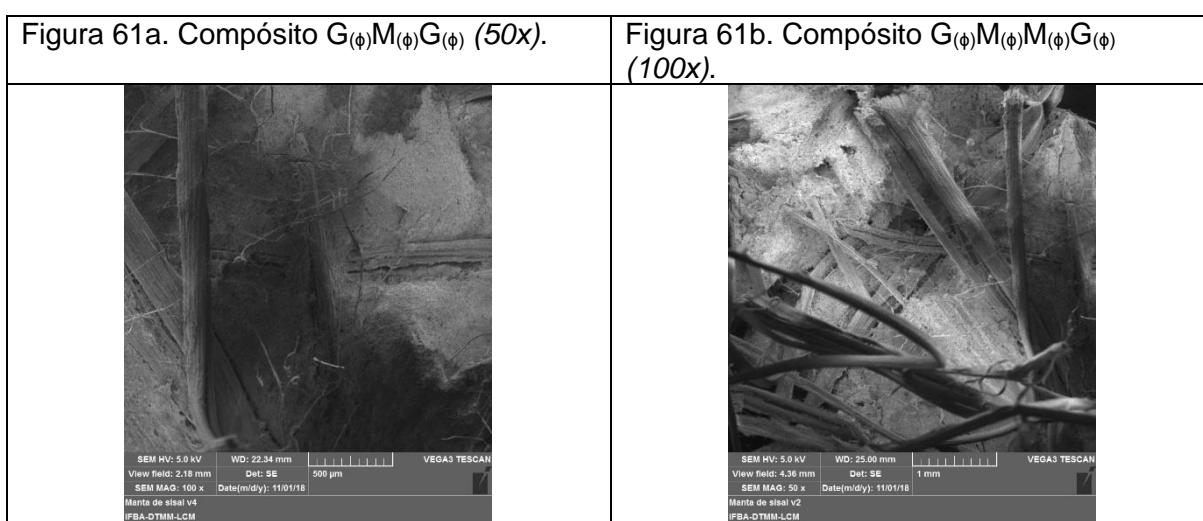 Figura 61a. Compósito G(ϕ)M(ϕ)G(ϕ) (50x).
Figura 61b. Compósito G(ϕ)M(ϕ)M(ϕ)G(ϕ)
(100x).
SEM HV: 5.0 kV WD: 22.34 mm VEGA3 TESCAN
View field: 2.18 mm Det: SE 500 µm
SEM MAG: 100 x Date(m/d/y): 11/01/18
Manta de sisal v4
IFBA-DTMM-LCM
SEM HV: 5.0 kV WD: 25.00 mm VEGA3 TESCAN
View field: 4.36 mm Det: SE 1 mm
SEM MAG: 50 x Date(m/d/y): 11/01/18
Manta de sisal v2
IFBA-DTMM-LCM